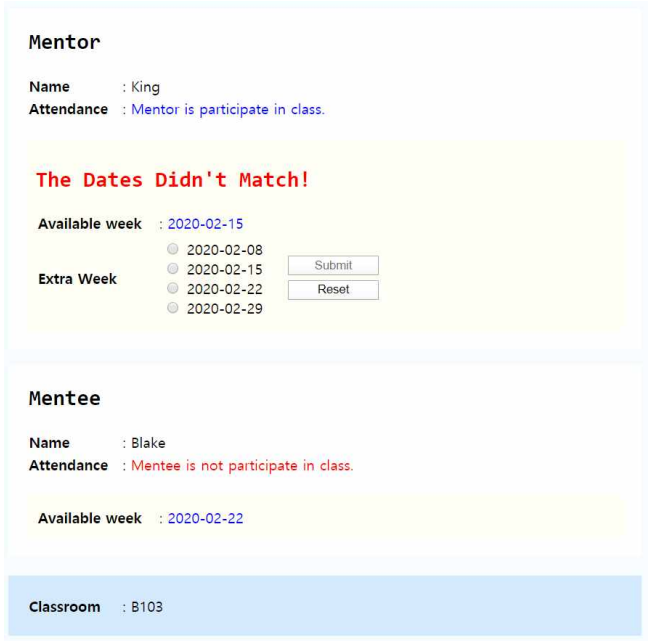 Mentor
Name : King
Attendance : Mentor is participate in class.
The Dates Didn't Match!
Available week : 2020-02-15
Extra Week
2020-02-08
2020-02-15
2020-02-22
2020-02-29
Submit
Reset
Mentee
Name : Blake
Attendance : Mentee is not participate in class.
Available week : 2020-02-22
Classroom : B103